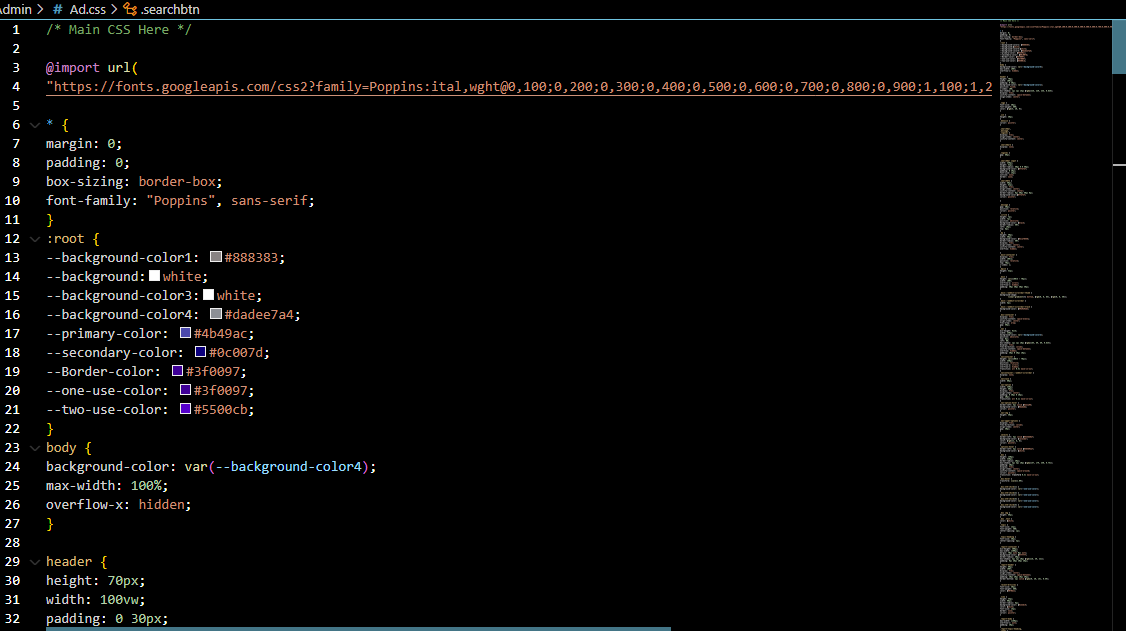 Admin > # Ad.css > .searchbtn
1 /* Main CSS Here */
2
3 @import url(
4 "https://fonts.googleapis.com/css2?family=Poppins:ital,wght@0,100;0,200;0,300;0,400;0,500;0,600;0,700;0,800;0,900;1,100;1,2
5
6 * {
7 margin: 0;
8 padding: 0;
9 box-sizing: border-box;
10 font-family: "Poppins", sans-serif;
11 }
12 :root {
13 --background-color1: #888383;
14 --background: white;
15 --background-color3: white;
16 --background-color4: #dadee7a4;
17 --primary-color: #4b49ac;
18 --secondary-color: #0c007d;
19 --Border-color: #3f0097;
20 --one-use-color: #3f0097;
21 --two-use-color: #5500cb;
22 }
23 body {
24 background-color: var(--background-color4);
25 max-width: 100%;
26 overflow-x: hidden;
27 }
28
29 header {
30 height: 70px;
31 width: 100vw;
32 padding: 0 30px;